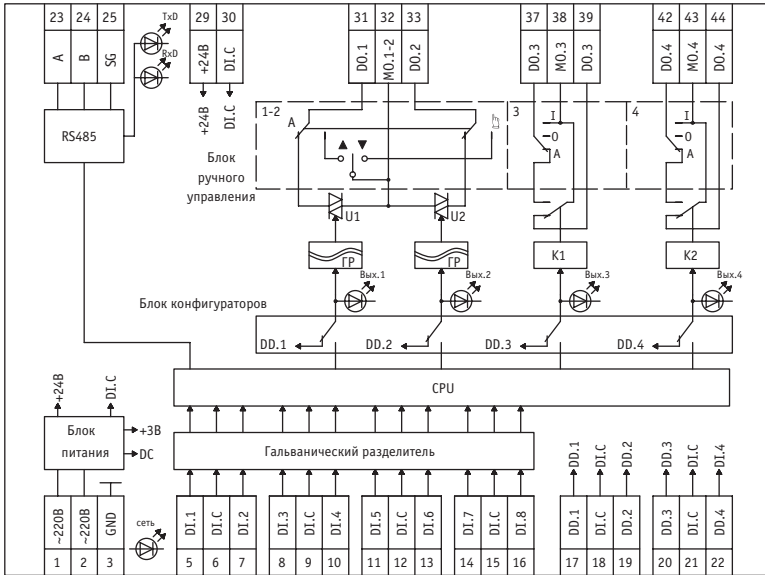 23 24 25 TxD 29 30 31 32 33 37 38 39 42 43 44
A B SG RxD +24В DI.C DO.1 MO.1-2 DO.2 DO.3 MO.3 DO.3 DO.4 MO.4 DO.4
+24В DI.C
RS485
1-2 3 4
A I I
O O
A A
▲ ▼
Блок
ручного
управления
U1 U2
ГР ГР K1 K2
Вых.1 Вых.2 Вых.3 Вых.4
Блок конфигураторов
DD.1 DD.2 DD.3 DD.4
CPU
+24В DI.C
Блок
питания
+3В
DC
Гальванический разделитель
DD.1 DI.C DD.2 DD.3 DI.C DI.4
~220В ~220В GND сеть DI.1 DI.C DI.2 DI.3 DI.C DI.4 DI.5 DI.C DI.6 DI.7 DI.C DI.8 DD.1 DI.C DD.2 DD.3 DI.C DD.4
1 2 3 5 6 7 8 9 10 11 12 13 14 15 16 17 18 19 20 21 22